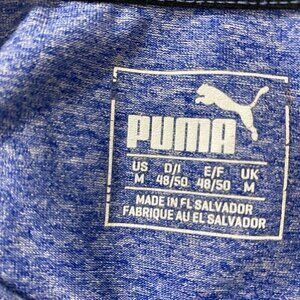 PUMA
US D/I E/F UK
M 48/50 48/50 M
MADE IN EL SALVADOR
FABRIQUE AU EL SALVADOR